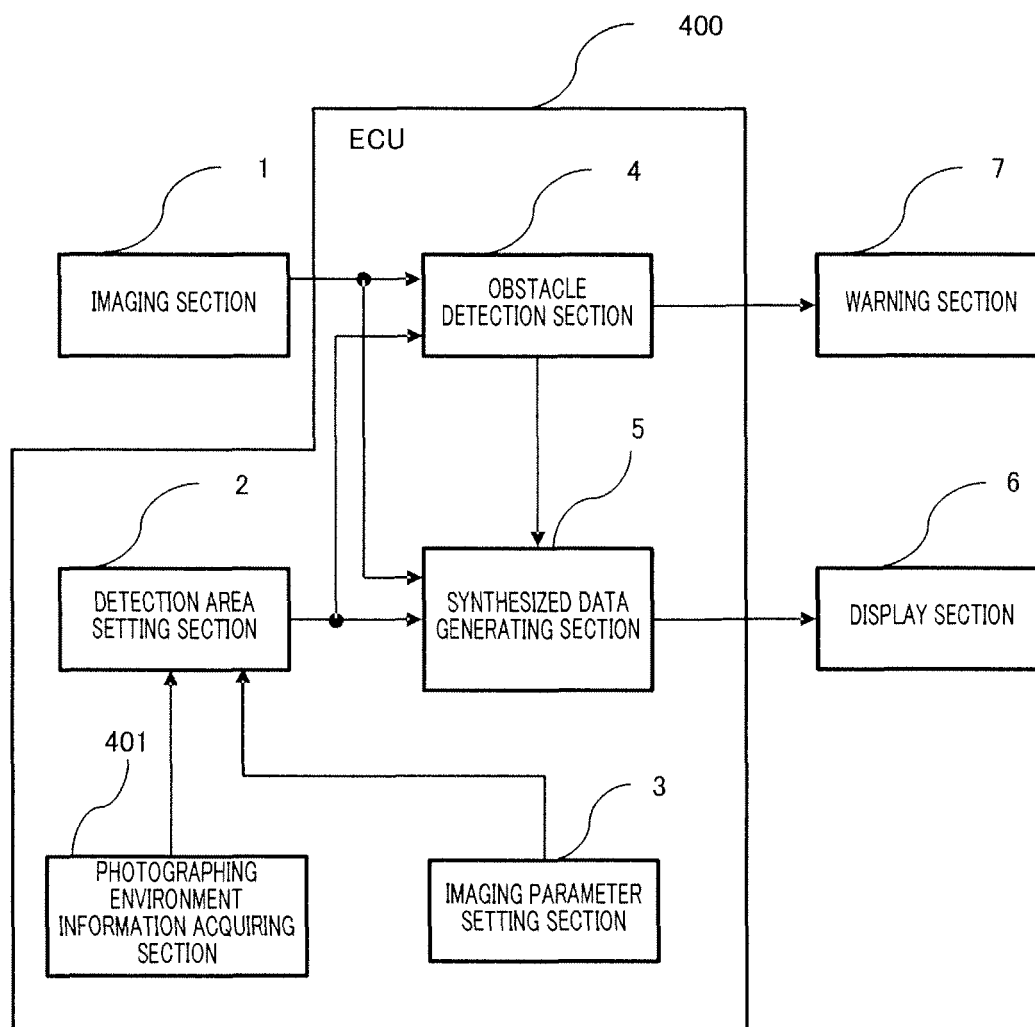 400
ECU
1
4
7
IMAGING SECTION
OBSTACLE
DETECTION SECTION
WARNING SECTION
2
5
6
DETECTION AREA
SETTING SECTION
SYNTHESIZED DATA
GENERATING SECTION
DISPLAY SECTION
401
3
PHOTOGRAPHING
ENVIRONMENT
INFORMATION ACQUIRING
SECTION
IMAGING PARAMETER
SETTING SECTION